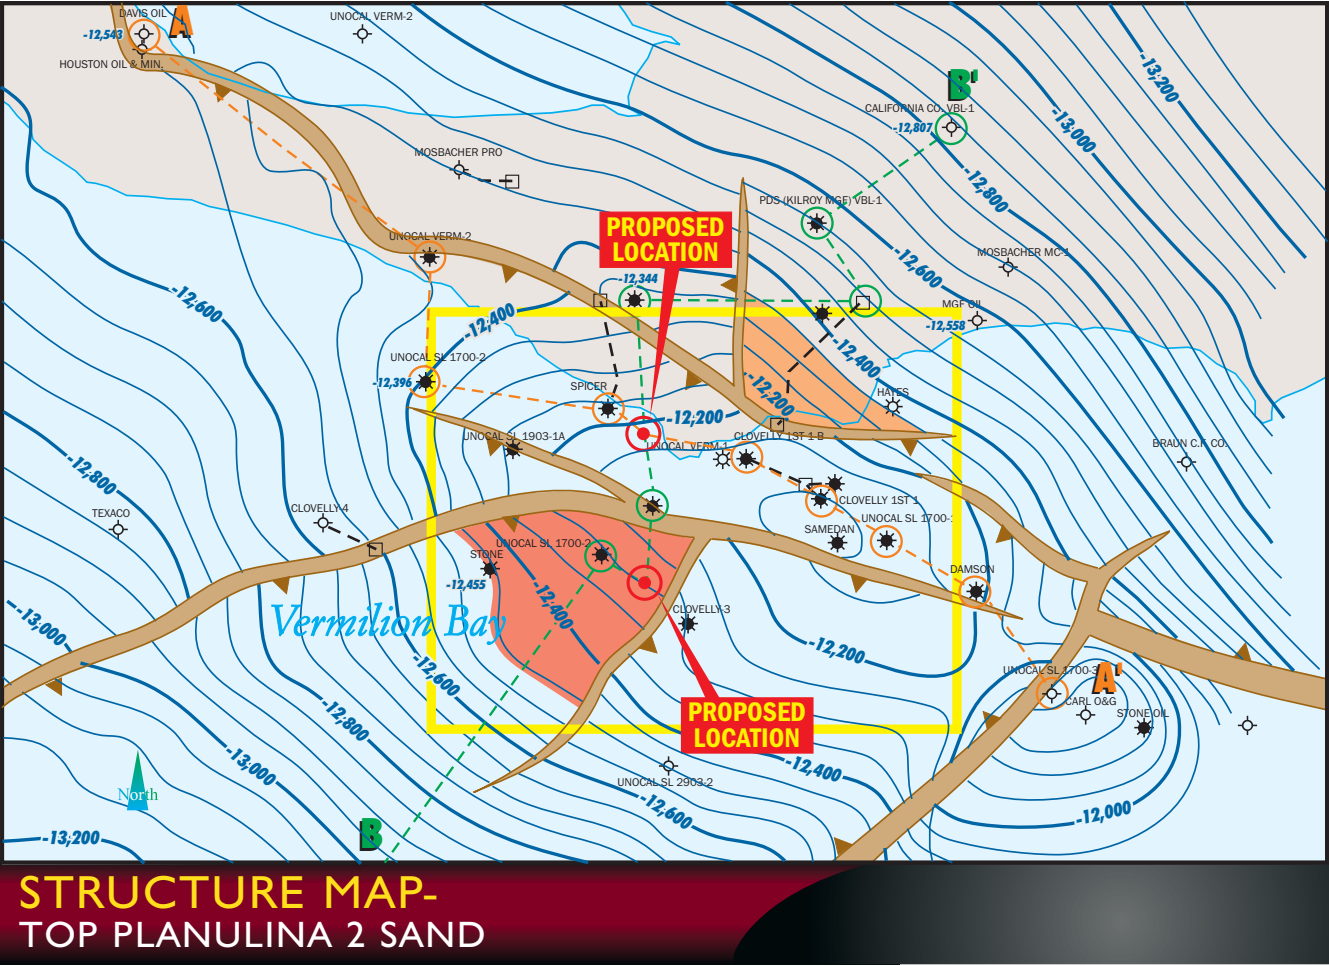 DAVIS OIL
A
-12,543
HOUSTON OIL & MIN.
UNOCAL VERM-2
-13,200
B'
CALIFORNIA CO. VBL-1
-12,807
-13,000
MOSBACHER PRO
-12,800
PDS (KILROY MGF) VBL-1
PROPOSED
LOCATION
UNOCAL VERM-2
MOSBACHER MC-1
-12,600
-12,344
-12,600
MGF OIL
-12,558
-12,400
-12,400
UNOCAL SL 1700-2
-12,396
SPICER
-12,200
HAYES
-12,200
UNOCAL SL 1903-1A
UNOCAL VERM-1
CLOVELLY 1ST 1-B
BRAUN C.F. CO.
-12,800
TEXACO
CLOVELLY-4
CLOVELLY 1ST 1
UNOCAL SL 1700-1
SAMEDAN
UNOCAL SL 1700-2
STONE
-12,455
DAMSON
-12,400
CLOVELLY-3
-13,000
Vermilion Bay
-12,200
-12,600
UNOCAL SL 1700-3
A'
CARL O&G
STONE OIL
-12,800
PROPOSED
LOCATION
-13,000
-12,400
UNOCAL SL 2903-2
North
-12,600
-12,000
B
-13,200
STRUCTURE MAP-
TOP PLANULINA 2 SAND